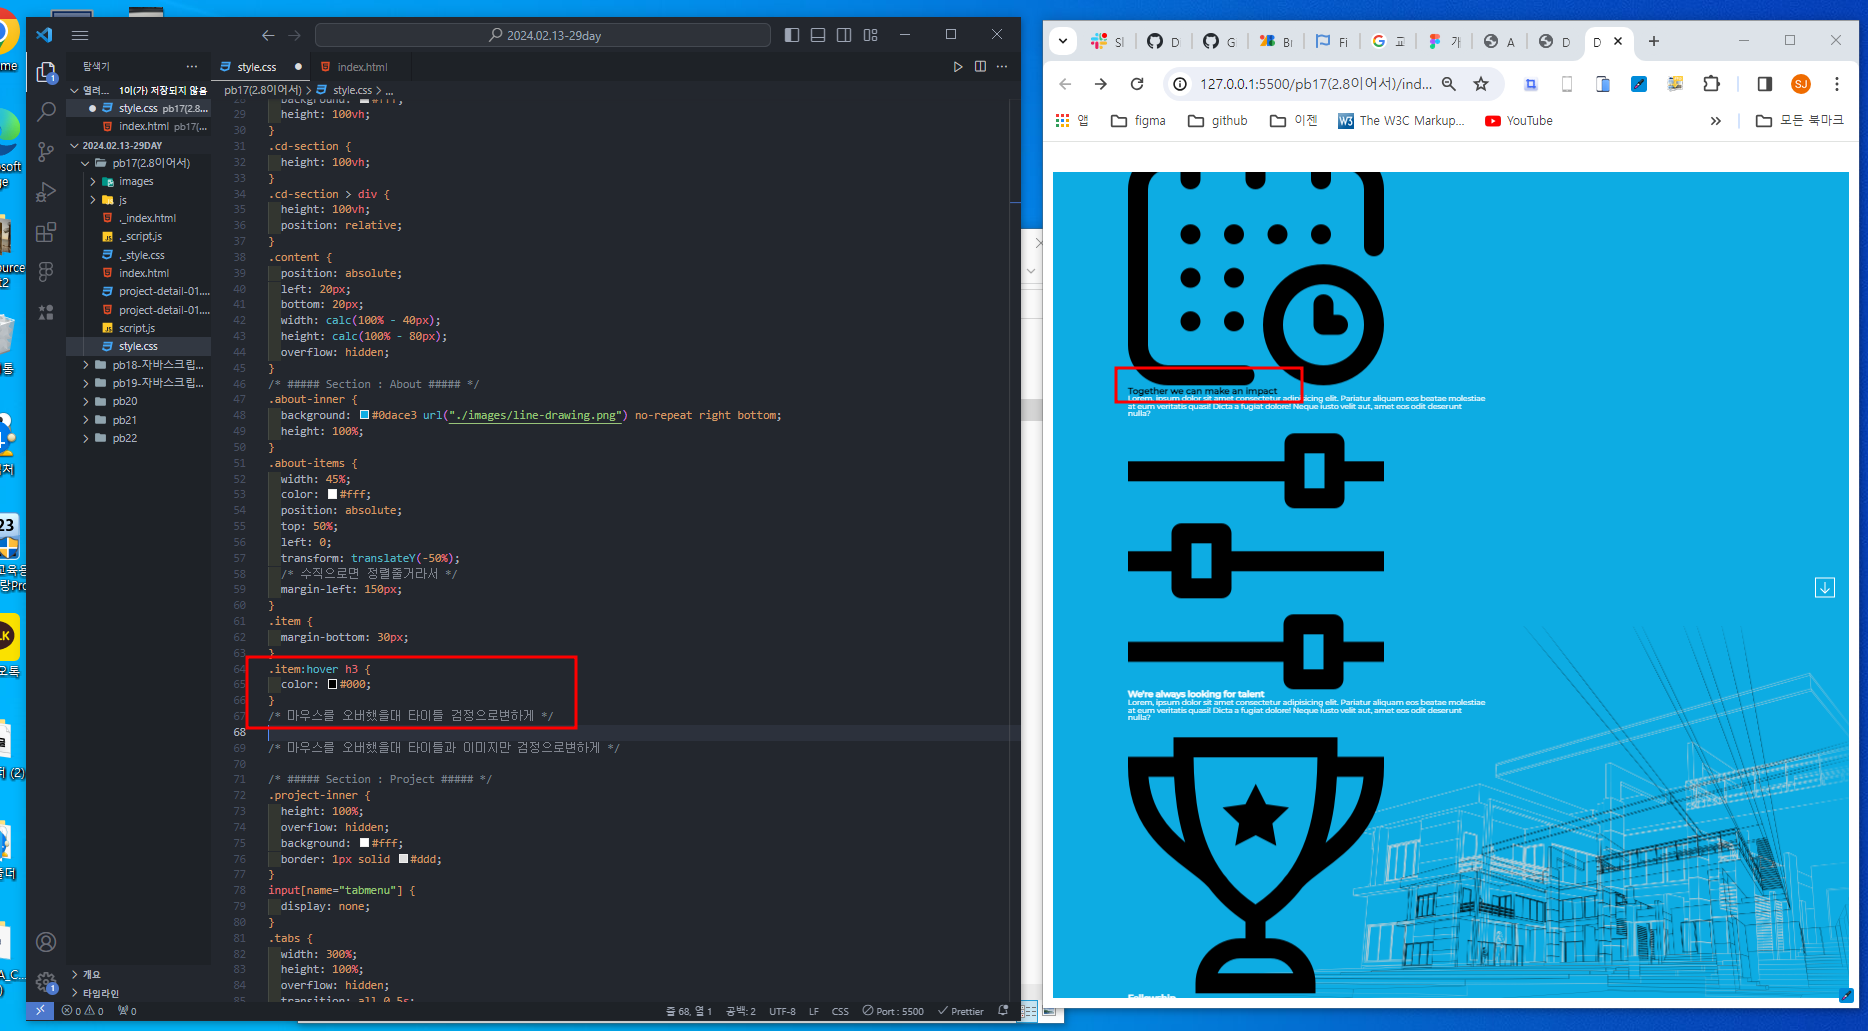 2024.02.13-29day
탐색기
style.css
index.html
열려... 1이(가) 저장되지 않음
style.css pb17(2.8...
index.html pb17(...
2024.02.13-29DAY
pb17(2.8이어서)
images
js
._index.html
._script.js
._style.css
index.html
project-detail-01....
project-detail-01....
script.js
style.css
pb18-자바스크립...
pb19-자바스크립...
pb20
pb21
pb22
개요
타임라인
pb17(2.8이어서) > style.css > ...
background: #fff;
29 height: 100vh;
30 }
31 .cd-section {
32 height: 100vh;
33 }
34 .cd-section > div {
35 height: 100vh;
36 position: relative;
37 }
38 .content {
39 position: absolute;
40 left: 20px;
41 bottom: 20px;
42 width: calc(100% - 40px);
43 height: calc(100% - 80px);
44 overflow: hidden;
45 }
46 /* ##### Section : About ##### */
47 .about-inner {
48 background: #0dace3 url("./images/line-drawing.png") no-repeat right bottom;
49 height: 100%;
50 }
51 .about-items {
52 width: 45%;
53 color: #fff;
54 position: absolute;
55 top: 50%;
56 left: 0;
57 transform: translateY(-50%);
58 /* 수직으로면 정렬줄거라서 */
59 margin-left: 150px;
60 }
61 .item {
62 margin-bottom: 30px;
63 }
64 .item:hover h3 {
65 color: #000;
66 }
67 /* 마우스를 오버했을대 타이틀 검정으로변하게 */
68
69 /* 마우스를 오버했을대 타이틀과 이미지만 검정으로변하게 */
70
71 /* ##### Section : Project ##### */
72 .project-inner {
73 height: 100%;
74 overflow: hidden;
75 background: #fff;
76 border: 1px solid #ddd;
77 }
78 input[name="tabmenu"] {
79 display: none;
80 }
81 .tabs {
82 width: 300%;
83 height: 100%;
84 overflow: hidden;
85 transition: all 0.5s;
0 0 0
줄 68, 열 1 공백: 2 UTF-8 LF CSS Port : 5500 Prettier
Sl D G Bı Fi 교 개 A D D
127.0.0.1:5500/pb17(2.8이어서)/ind...
SJ
앱 figma github 이젠 The W3C Markup... YouTube » 모든 북마크
Together we can make an impact
Lorem, ipsum dolor sit amet consectetur adipisicing elit. Pariatur aliquam eos beatae molestiae
at eum veritatis quasi! Dicta a fugiat dolore! Neque iusto velit aut, amet eos odit deserunt
nulla?
We're always looking for talent
Lorem, ipsum dolor sit amet consectetur adipisicing elit. Pariatur aliquam eos beatae molestiae
at eum veritatis quasi! Dicta a fugiat dolore! Neque iusto velit aut, amet eos odit deserunt
nulla?
Fellowship